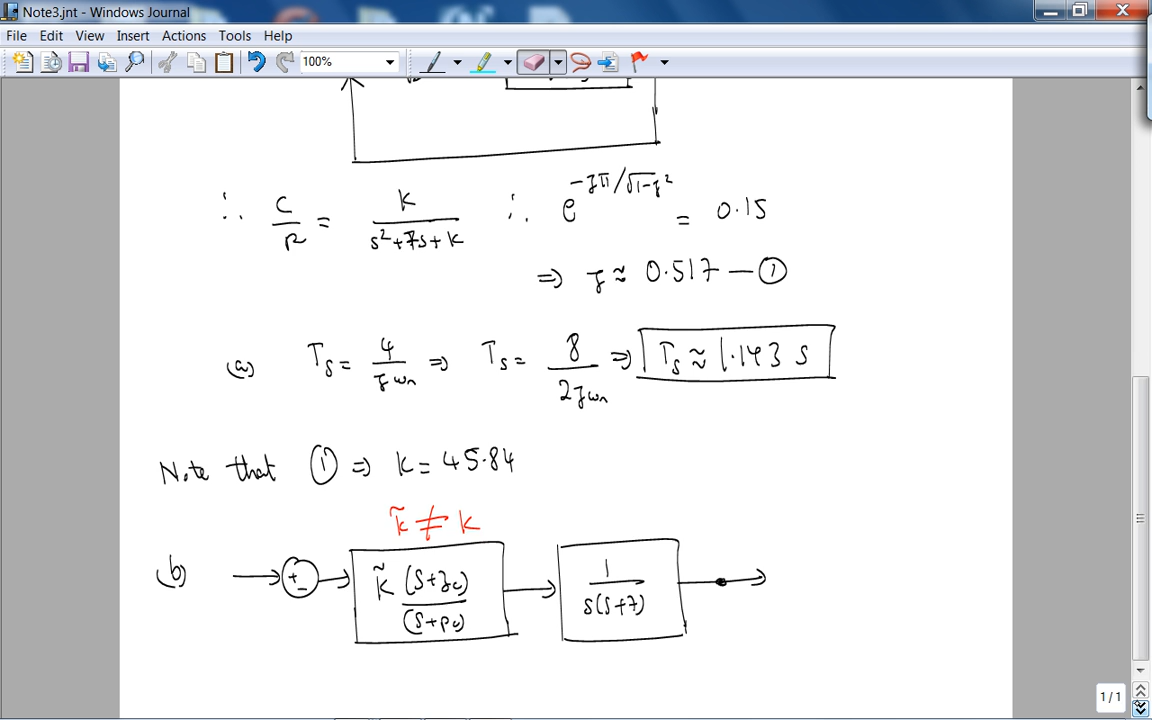 Note3.jnt - Windows Journal
File Edit View Insert Actions Tools Help
100%
∴ C/R = K/(s²+7s+K) ∴ e^(-ζπ/√1-ζ²) = 0.15
⇒ ζ ≈ 0.517 — ①
(a) Ts = 4/ζωn ⇒ Ts = 8/2ζωn ⇒ Ts ≈ 1.143 s
Note that ① ⇒ K = 45.84
K̃ ≠ K
(b) + - K̃ (s+zc)/(s+pc) 1/s(s+7)
1 / 1